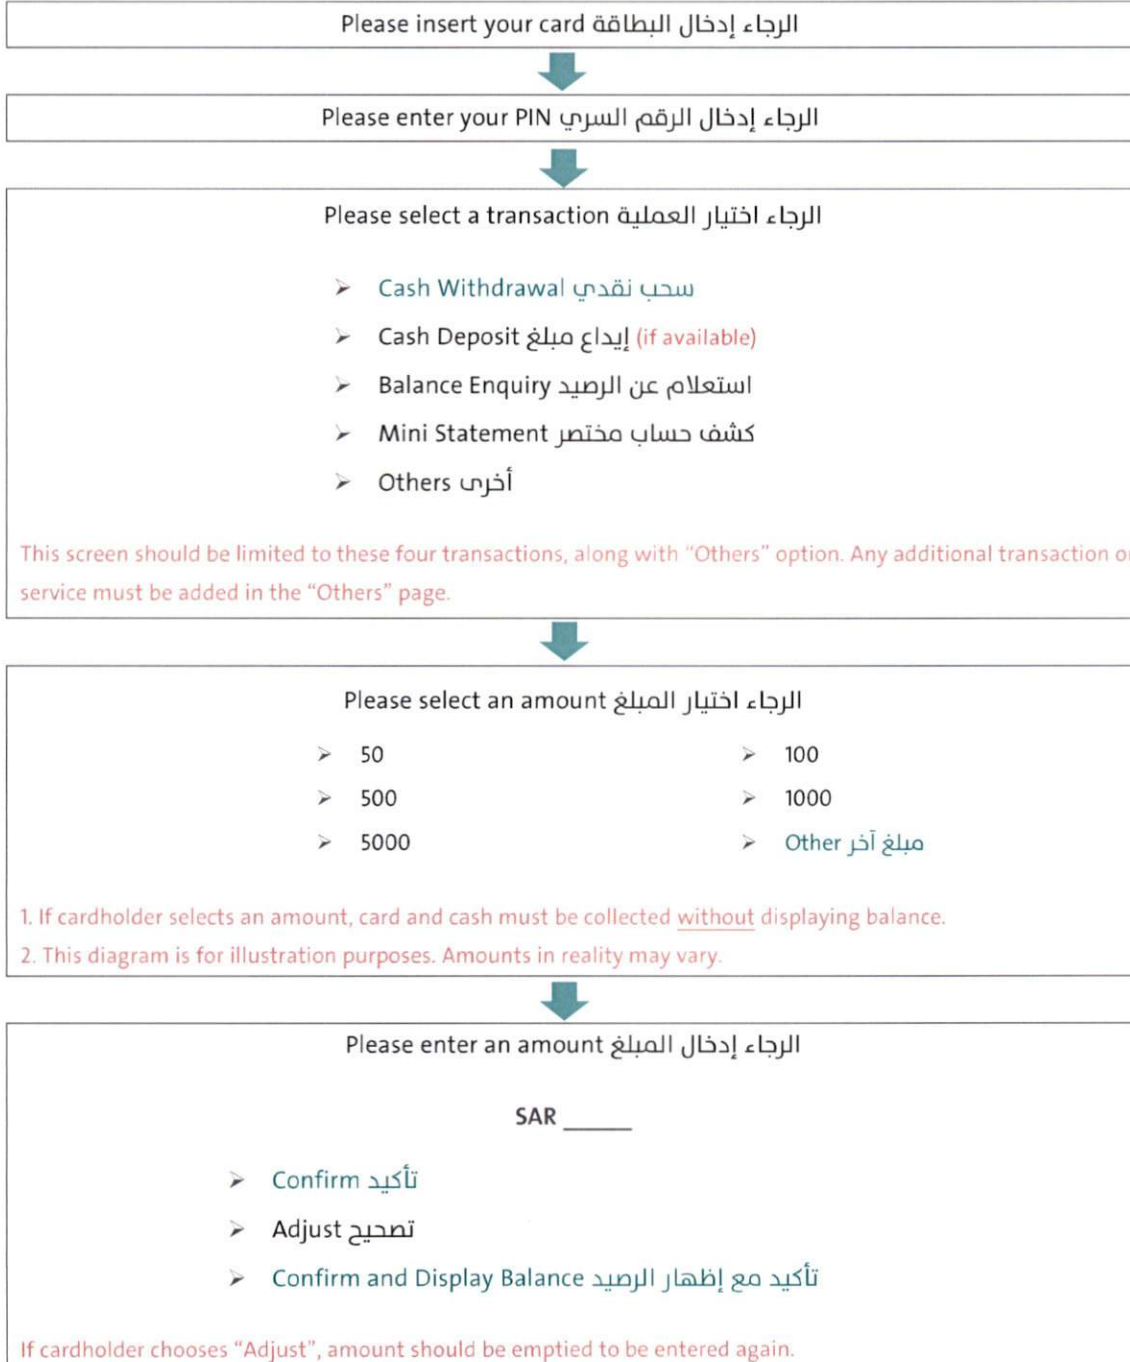 Please insert your card الرجاء إدخال البطاقة
Please enter your PIN الرجاء إدخال الرقم السري
Please select a transaction الرجاء اختيار العملية
➢ Cash Withdrawal سحب نقدي
➢ Cash Deposit إيداع مبلغ (if available)
➢ Balance Enquiry استعلام عن الرصيد
➢ Mini Statement كشف حساب مختصر
➢ Others أخرى
This screen should be limited to these four transactions, along with “Others” option. Any additional transaction or
service must be added in the “Others” page.
Please select an amount الرجاء اختيار المبلغ
➢ 50 ➢ 100
➢ 500 ➢ 1000
➢ 5000 ➢ Other مبلغ آخر
1. If cardholder selects an amount, card and cash must be collected without displaying balance.
2. This diagram is for illustration purposes. Amounts in reality may vary.
Please enter an amount الرجاء إدخال المبلغ
SAR ______
➢ Confirm تأكيد
➢ Adjust تصحيح
➢ Confirm and Display Balance تأكيد مع إظهار الرصيد
If cardholder chooses “Adjust”, amount should be emptied to be entered again.